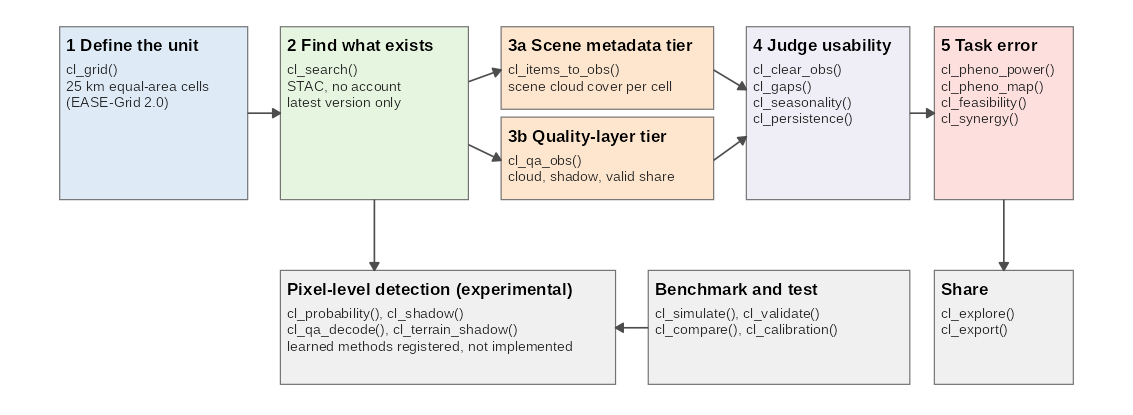 1 Define the unit
cl_grid()
25 km equal-area cells
(EASE-Grid 2.0)
2 Find what exists
cl_search()
STAC, no account
latest version only
3a Scene metadata tier
cl_items_to_obs()
scene cloud cover per cell
3b Quality-layer tier
cl_qa_obs()
cloud, shadow, valid share
4 Judge usability
cl_clear_obs()
cl_gaps()
cl_seasonality()
cl_persistence()
5 Task error
cl_pheno_power()
cl_pheno_map()
cl_feasibility()
cl_synergy()
Pixel-level detection (experimental)
cl_probability(), cl_shadow()
cl_qa_decode(), cl_terrain_shadow()
learned methods registered, not implemented
Benchmark and test
cl_simulate(), cl_validate()
cl_compare(), cl_calibration()
Share
cl_explore()
cl_export()